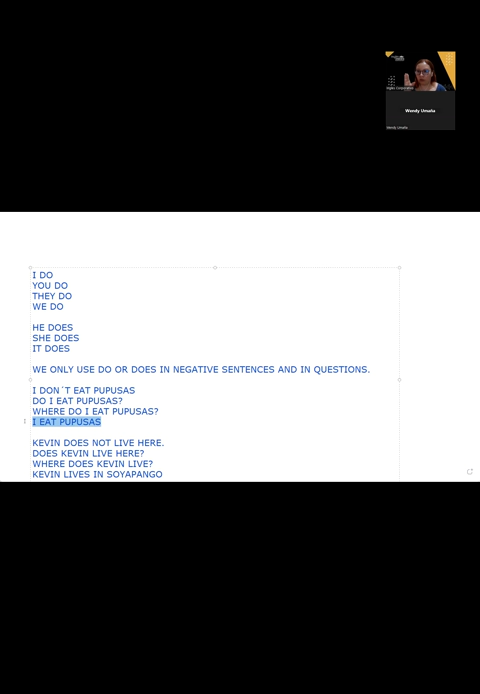 Wendy Umaña
Wendy Umaña
I DO
YOU DO
THEY DO
WE DO
HE DOES
SHE DOES
IT DOES
WE ONLY USE DO OR DOES IN NEGATIVE SENTENCES AND IN QUESTIONS.
I DON´T EAT PUPUSAS
DO I EAT PUPUSAS?
WHERE DO I EAT PUPUSAS?
I EAT PUPUSAS
KEVIN DOES NOT LIVE HERE.
DOES KEVIN LIVE HERE?
WHERE DOES KEVIN LIVE?
KEVIN LIVES IN SOYAPANGO